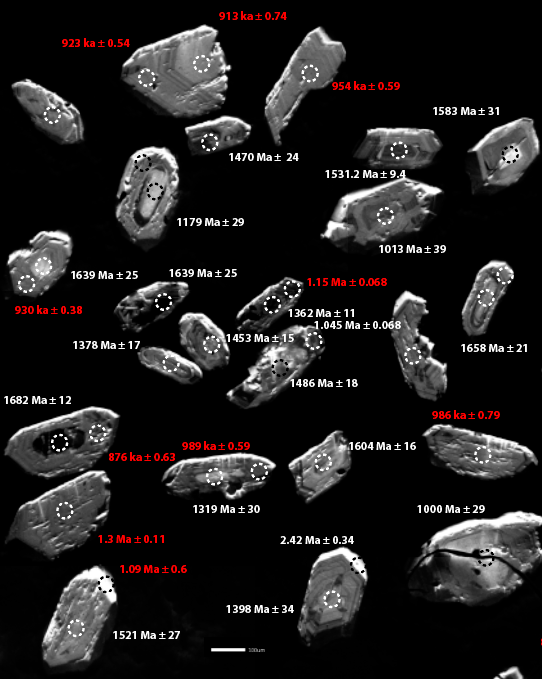 913 ka ± 0.74
923 ka ± 0.54
954 ka ± 0.59
1583 Ma ± 31
1470 Ma ± 24
1531.2 Ma ± 9.4
1179 Ma ± 29
1013 Ma ± 39
1639 Ma ± 25
1639 Ma ± 25
930 ka ± 0.38
1.15 Ma ± 0.068
1362 Ma ± 11
1.045 Ma ± 0.068
1378 Ma ± 17
1453 Ma ± 15
1658 Ma ± 21
1486 Ma ± 18
1682 Ma ± 12
986 ka ± 0.79
989 ka ± 0.59
1604 Ma ± 16
876 ka ± 0.63
1319 Ma ± 30
1000 Ma ± 29
1.3 Ma ± 0.11
2.42 Ma ± 0.34
1.09 Ma ± 0.6
1398 Ma ± 34
1521 Ma ± 27
100um